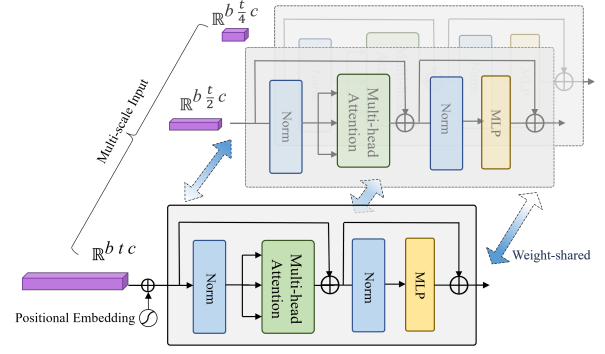 ℝ^{b t/4 c}
ℝ^{b t/2 c}
Multi-scale Input
Norm
Multi-head
Attention
Norm
MLP
ℝ^{b t c}
Norm
Multi-head
Attention
Norm
MLP
Weight-shared
Positional Embedding